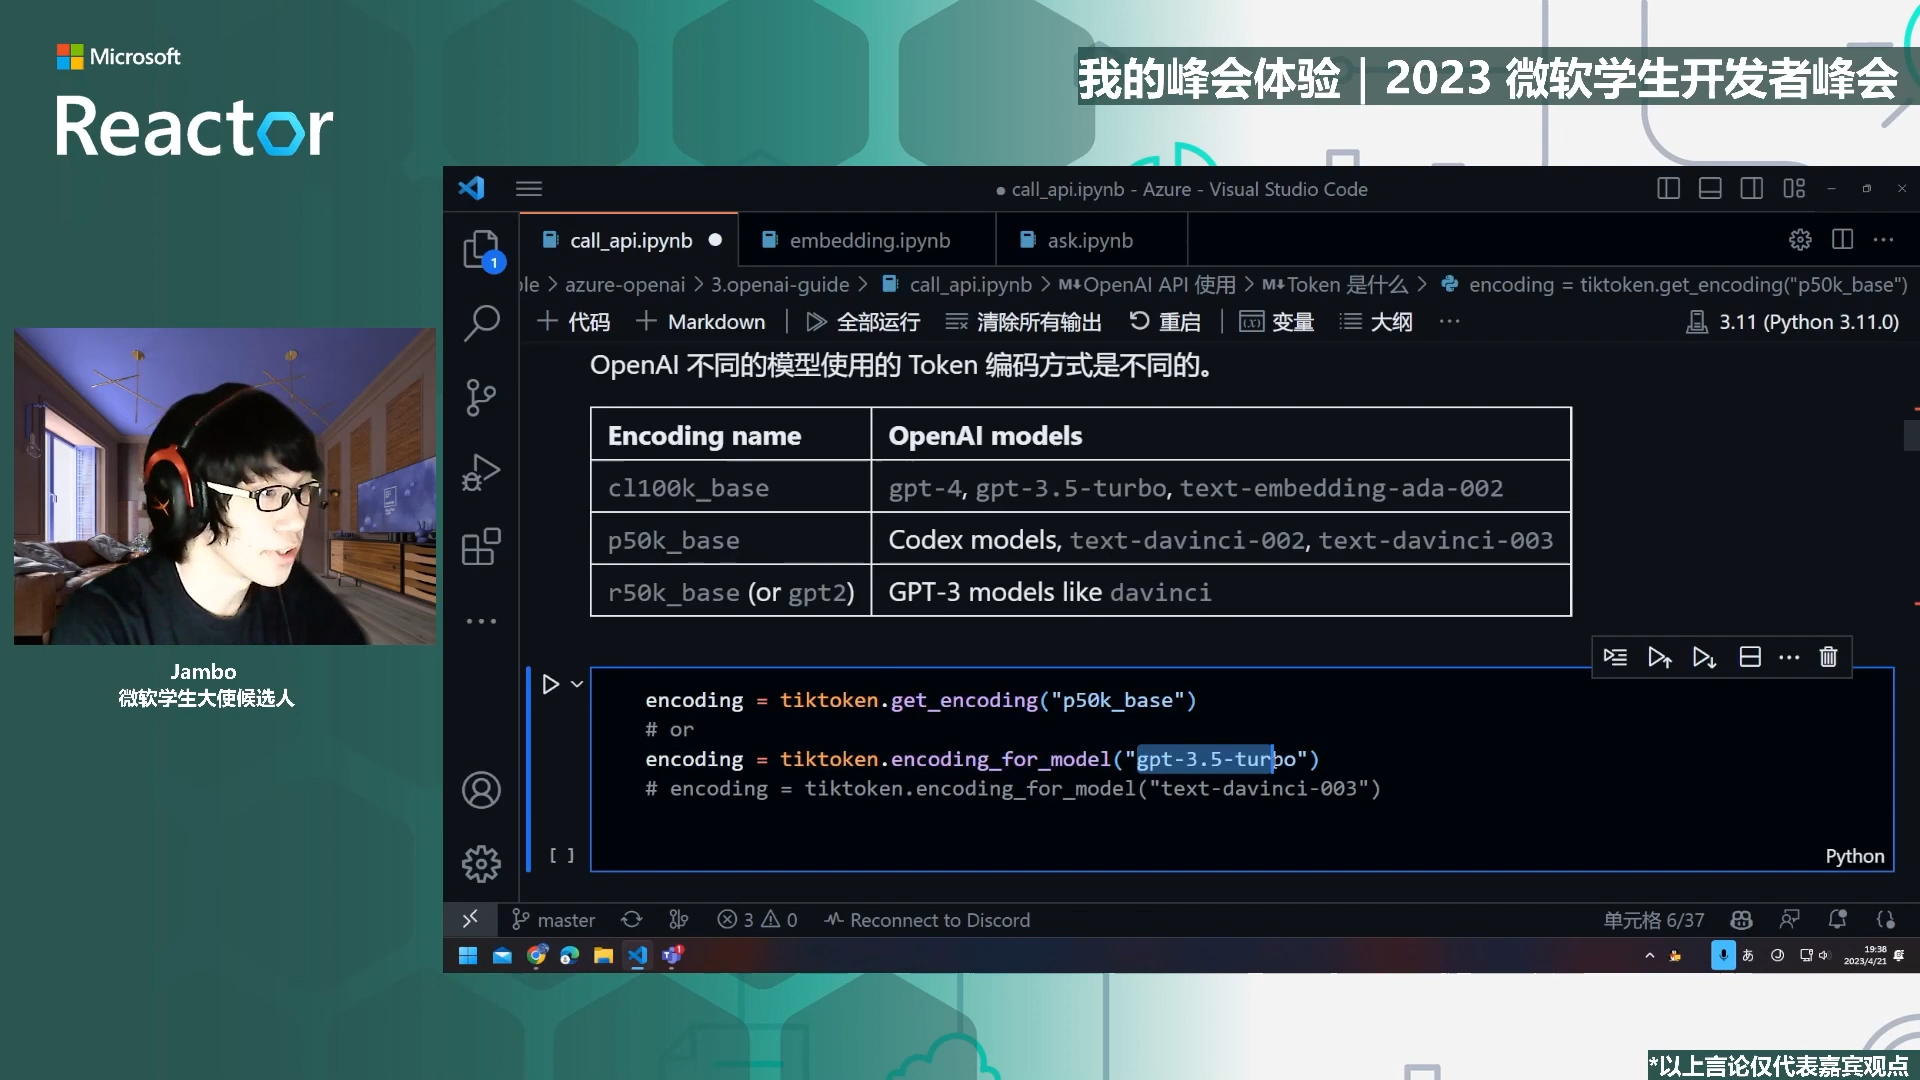 Microsoft
Reactor
我的峰会体验｜2023 微软学生开发者峰会
call_api.ipynb - Azure - Visual Studio Code
call_api.ipynb
embedding.ipynb
ask.ipynb
ole > azure-openai > 3.openai-guide > call_api.ipynb > M↓OpenAI API 使用 > M↓Token 是什么 > encoding = tiktoken.get_encoding("p50k_base")
代码 Markdown 全部运行 清除所有输出 重启 变量 大纲 ··· 3.11 (Python 3.11.0)
OpenAI 不同的模型使用的 Token 编码方式是不同的。
Encoding name OpenAI models
cl100k_base gpt-4, gpt-3.5-turbo, text-embedding-ada-002
p50k_base Codex models, text-davinci-002, text-davinci-003
r50k_base (or gpt2) GPT-3 models like davinci
encoding = tiktoken.get_encoding("p50k_base")
# or
encoding = tiktoken.encoding_for_model("gpt-3.5-turbo")
# encoding = tiktoken.encoding_for_model("text-davinci-003")
[ ]
Python
master 3 0 Reconnect to Discord 单元格 6/37
あ 19:38
2023/4/21
Jambo
微软学生大使候选人
*以上言论仅代表嘉宾观点